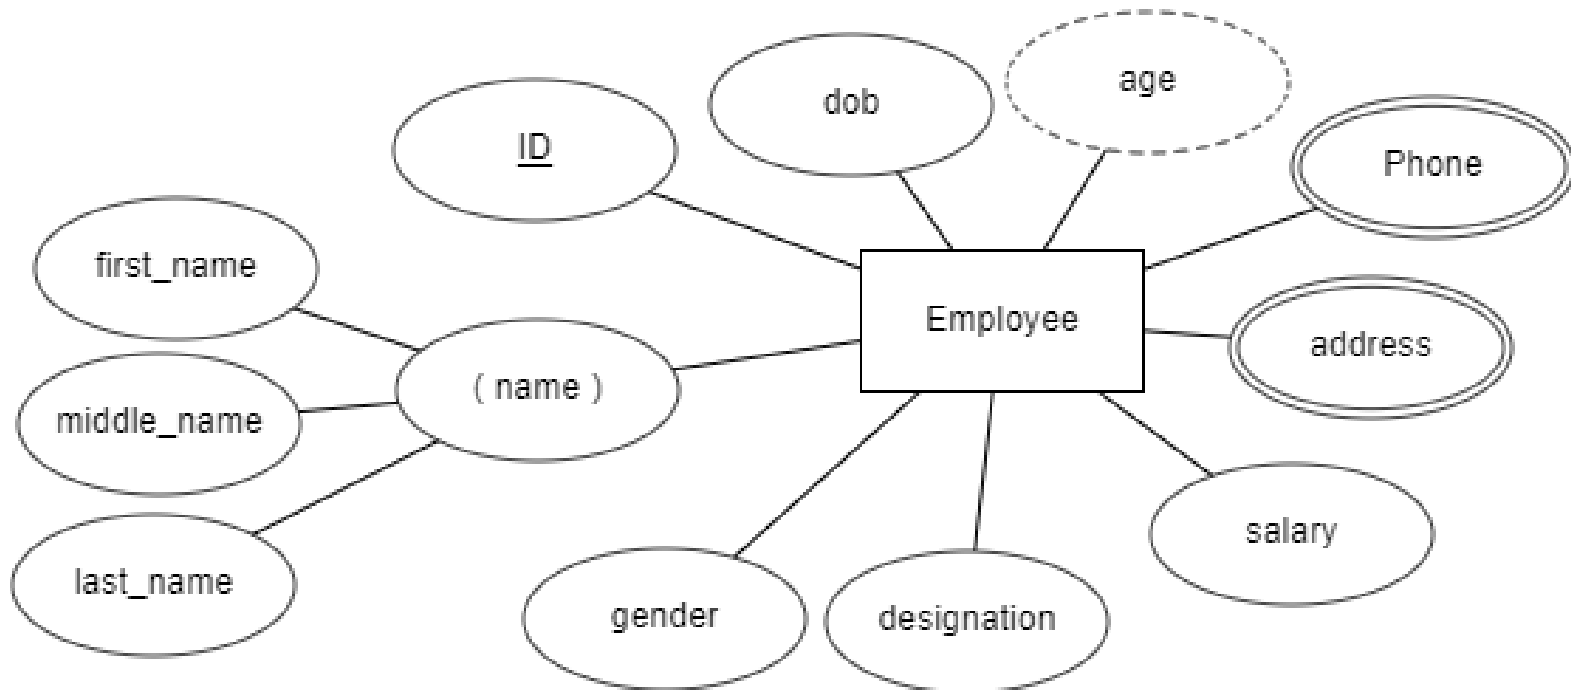 age
dob
ID
Phone
first_name
Employee
address
( name )
middle_name
salary
last_name
gender
designation